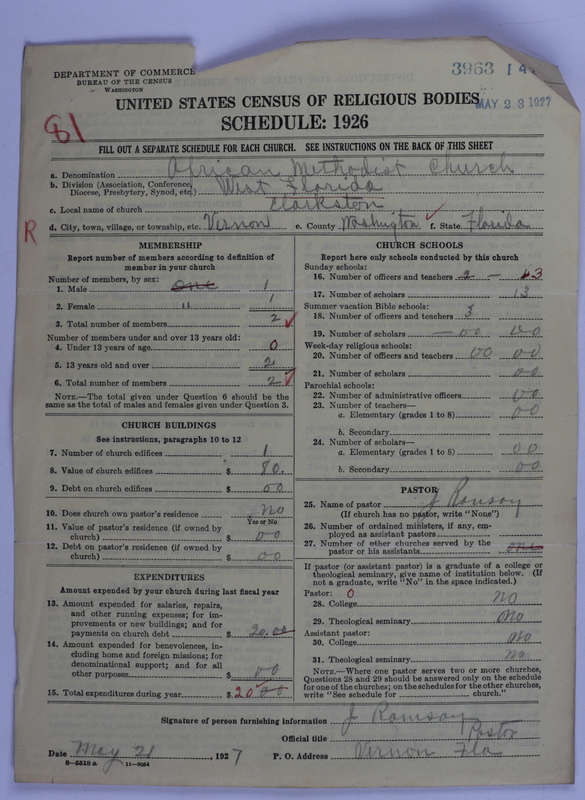 DEPARTMENT OF COMMERCE
BUREAU OF THE CENSUS
WASHINGTON
3963 14
MAY 23 1927
UNITED STATES CENSUS OF RELIGIOUS BODIES
SCHEDULE: 1926
81
FILL OUT A SEPARATE SCHEDULE FOR EACH CHURCH. SEE INSTRUCTIONS ON THE BACK OF THIS SHEET
a. Denomination African Methodist Church
b. Division (Association, Conference, Diocese, Presbytery, Synod, etc.) West Florida
c. Local name of church Clarkston
R
d. City, town, village, or township, etc. Vernon e. County Washington f. State Florida
MEMBERSHIP
Report number of members according to definition of
member in your church
Number of members, by sex:
1. Male one 1
2. Female " 1
3. Total number of members 2
Number of members under and over 13 years old:
4. Under 13 years of age 0
5. 13 years old and over 2
6. Total number of members 2
NOTE.—The total given under Question 6 should be the
same as the total of males and females given under Question 3.
CHURCH BUILDINGS
See instructions, paragraphs 10 to 12
7. Number of church edifices 1
8. Value of church edifices $ 80.
9. Debt on church edifices $ 00
10. Does church own pastor's residence No
Yes or No
11. Value of pastor's residence (if owned by
church) $ 00
12. Debt on pastor's residence (if owned by
church) $ 00
EXPENDITURES
Amount expended by your church during last fiscal year
13. Amount expended for salaries, repairs,
and other running expenses; for im-
provements or new buildings; and for
payments on church debt $ 20.00
14. Amount expended for benevolences, in-
cluding home and foreign missions; for
denominational support; and for all
other purposes $ 00
15. Total expenditures during year $ 20 00
CHURCH SCHOOLS
Report here only schools conducted by this church
Sunday schools:
16. Number of officers and teachers 2 — 3
17. Number of scholars 13
Summer vacation Bible schools:
18. Number of officers and teachers 3
19. Number of scholars — 00 00
Week-day religious schools:
20. Number of officers and teachers 00 00
21. Number of scholars 00
Parochial schools:
22. Number of administrative officers 00
23. Number of teachers—
a. Elementary (grades 1 to 8) 00
b. Secondary
24. Number of scholars—
a. Elementary (grades 1 to 8) 00
b. Secondary 00
PASTOR
25. Name of pastor J Ramsoy
(If church has no pastor, write "None")
26. Number of ordained ministers, if any, em-
ployed as assistant pastors
27. Number of other churches served by the
pastor or his assistants one
If pastor (or assistant pastor) is a graduate of a college or
theological seminary, give name of institution below. (If
not a graduate, write "No" in the space indicated.)
Pastor: 0
28. College No
29. Theological seminary No
Assistant pastor:
30. College No
31. Theological seminary No
NOTE.—Where one pastor serves two or more churches,
Questions 28 and 29 should be answered only on the schedule
for one of the churches; on the schedules for the other churches,
write "See schedule for church."
Signature of person furnishing information J Ramsoy
Official title Pastor
Date May 21, 1927 P. O. Address Vernon Fla
8—5518 a 11—9054